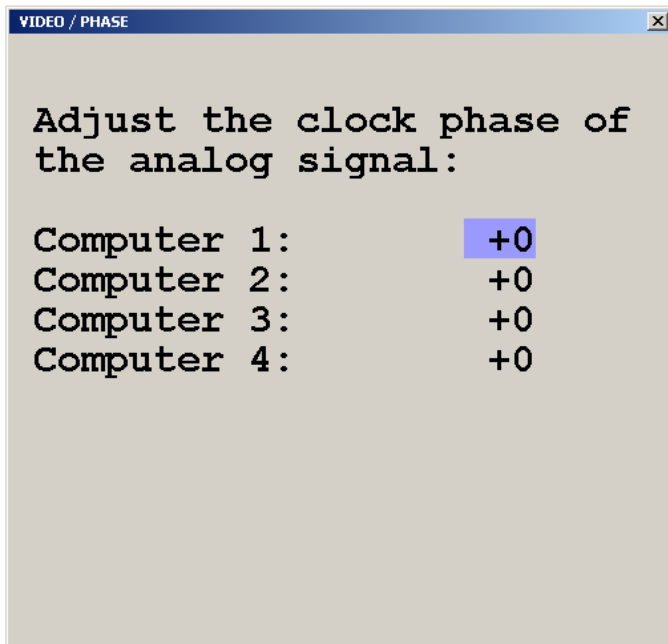 VIDEO / PHASE
Adjust the clock phase of
the analog signal:
Computer 1: +0
Computer 2: +0
Computer 3: +0
Computer 4: +0